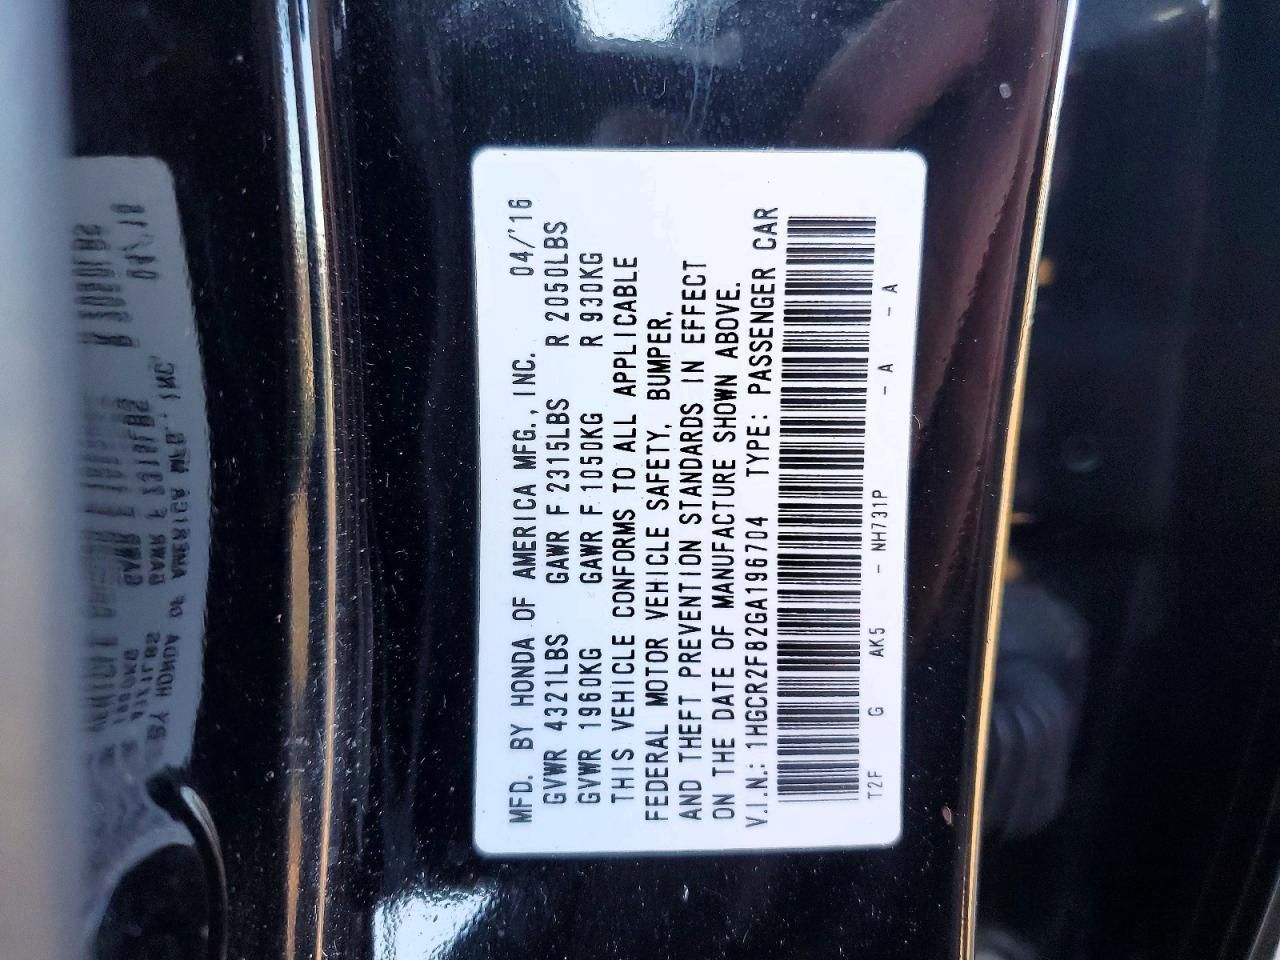 MFD. BY HONDA OF AMERICA MFG., INC. 04/'16
GVWR 4321LBS GAWR F 2315LBS R 2050LBS
GVWR 1960KG GAWR F 1050KG R 930KG
THIS VEHICLE CONFORMS TO ALL APPLICABLE
FEDERAL MOTOR VEHICLE SAFETY, BUMPER,
AND THEFT PREVENTION STANDARDS IN EFFECT
ON THE DATE OF MANUFACTURE SHOWN ABOVE.
V.I.N.: 1HGCR2F82GA196704 TYPE: PASSENGER CAR
T2F G AK5 - NH731P - A - A